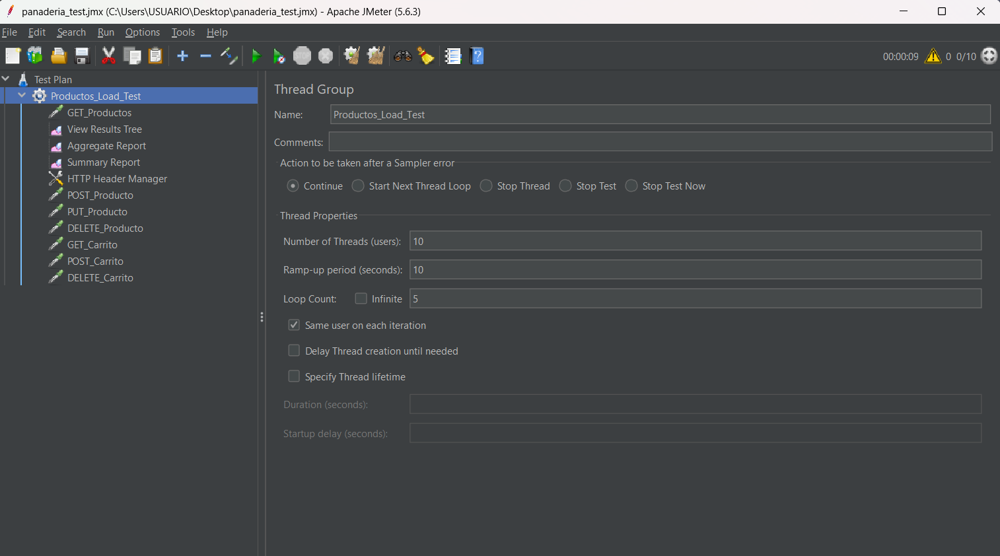 panaderia_test.jmx (C:\Users\USUARIO\Desktop\panaderia_test.jmx) - Apache JMeter (5.6.3)
File Edit Search Run Options Tools Help
STOP
00:00:09 0 0/10
Test Plan
Productos_Load_Test
GET_Productos
View Results Tree
Aggregate Report
Summary Report
HTTP Header Manager
POST_Producto
PUT_Producto
DELETE_Producto
GET_Carrito
POST_Carrito
DELETE_Carrito
Thread Group
Name: Productos_Load_Test
Comments:
Action to be taken after a Sampler error
Continue Start Next Thread Loop Stop Thread Stop Test Stop Test Now
Thread Properties
Number of Threads (users): 10
Ramp-up period (seconds): 10
Loop Count: Infinite 5
Same user on each iteration
Delay Thread creation until needed
Specify Thread lifetime
Duration (seconds):
Startup delay (seconds):